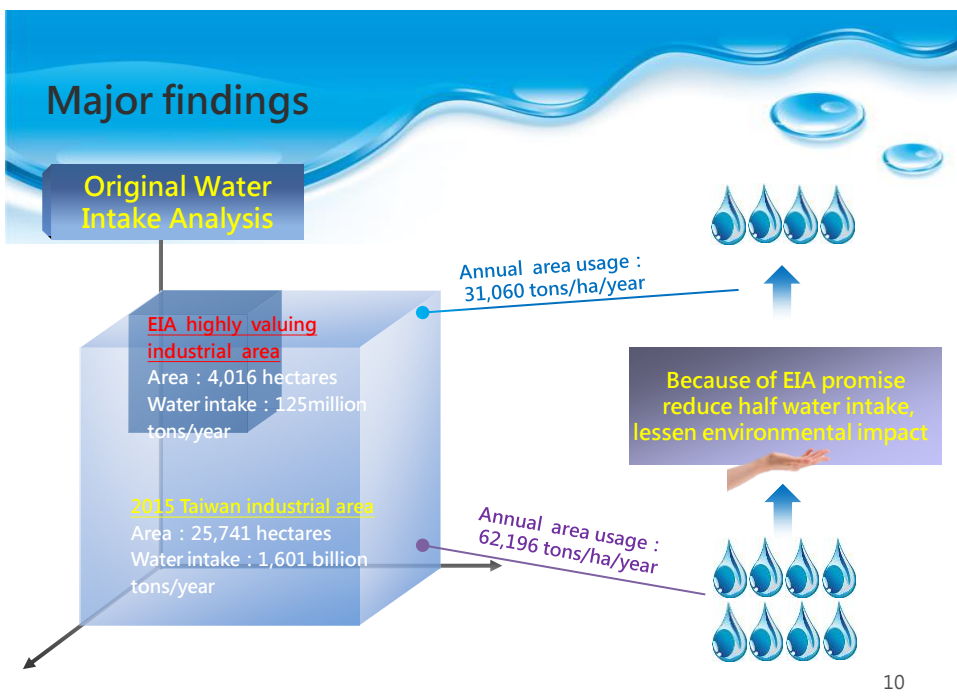 Major findings
Original Water
Intake Analysis
Annual area usage：
31,060 tons/ha/year
EIA highly valuing
industrial area
Area：4,016 hectares
Water intake：125million
tons/year
Because of EIA promise
reduce half water intake,
lessen environmental impact
2015 Taiwan industrial area
Area：25,741 hectares
Water intake：1,601 billion
tons/year
Annual area usage：
62,196 tons/ha/year
10